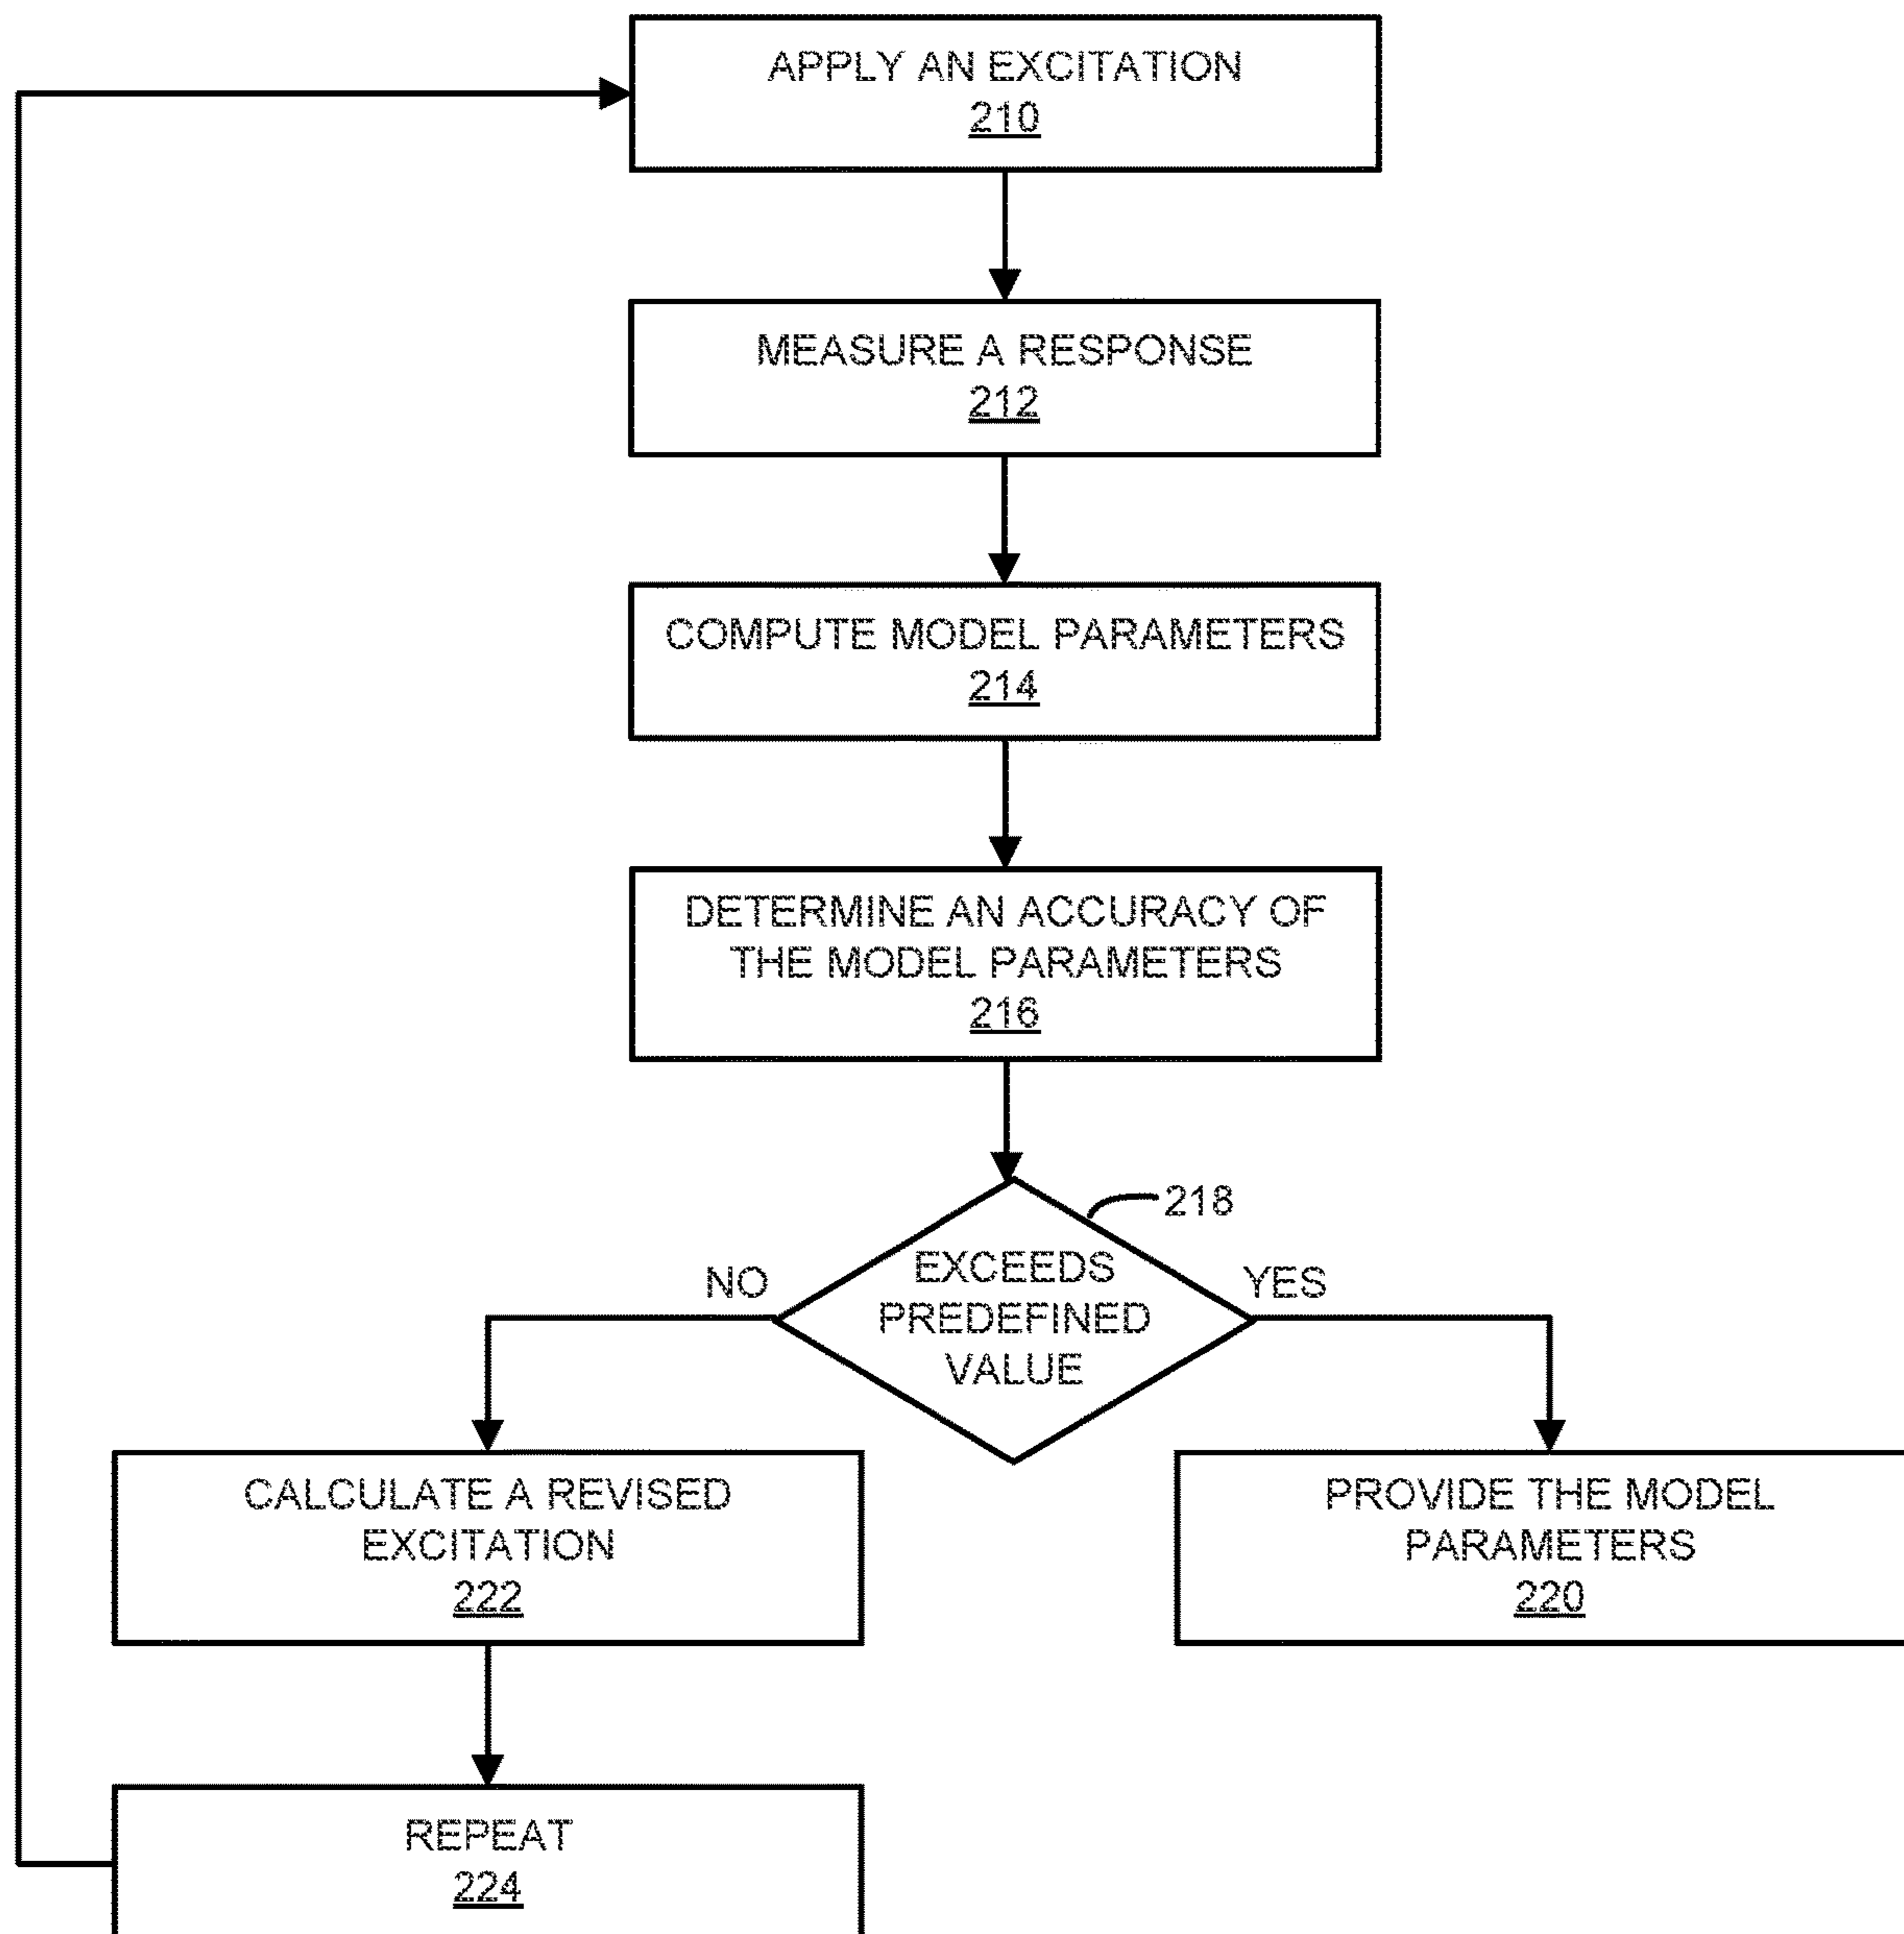 APPLY AN EXCITATION
210
MEASURE A RESPONSE
212
COMPUTE MODEL PARAMETERS
214
DETERMINE AN ACCURACY OF
THE MODEL PARAMETERS
216
218
NO
EXCEEDS
PREDEFINED
VALUE
YES
CALCULATE A REVISED
EXCITATION
222
PROVIDE THE MODEL
PARAMETERS
220
REPEAT
224